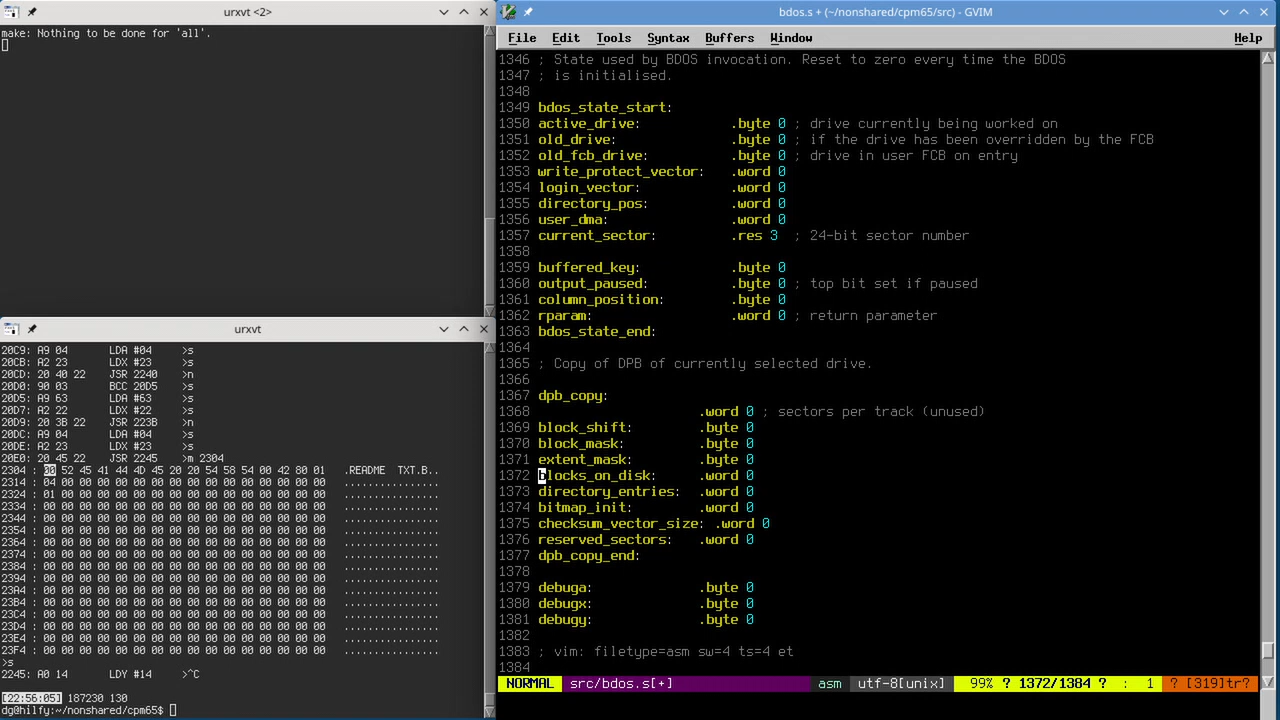 urxvt <2>
make: Nothing to be done for 'all'.
urxvt
20C9: A9 04 LDA #04 >s
20CB: A2 23 LDX #23 >s
20CD: 20 40 22 JSR 2240 >n
20D0: 90 03 BCC 20D5 >s
20D5: A9 63 LDA #63 >s
20D7: A2 22 LDX #22 >s
20D9: 20 3B 22 JSR 223B >n
20DC: A9 04 LDA #04 >s
20DE: A2 23 LDX #23 >s
20E0: 20 45 22 JSR 2245 >m 2304
2304 : 00 52 45 41 44 4D 45 20 20 54 58 54 00 42 80 01 .README TXT.B..
2314 : 04 00 00 00 00 00 00 00 00 00 00 00 00 00 00 00 ................
2324 : 01 00 00 00 00 00 00 00 00 00 00 00 00 00 00 00 ................
2334 : 00 00 00 00 00 00 00 00 00 00 00 00 00 00 00 00 ................
2344 : 00 00 00 00 00 00 00 00 00 00 00 00 00 00 00 00 ................
2354 : 00 00 00 00 00 00 00 00 00 00 00 00 00 00 00 00 ................
2364 : 00 00 00 00 00 00 00 00 00 00 00 00 00 00 00 00 ................
2374 : 00 00 00 00 00 00 00 00 00 00 00 00 00 00 00 00 ................
2384 : 00 00 00 00 00 00 00 00 00 00 00 00 00 00 00 00 ................
2394 : 00 00 00 00 00 00 00 00 00 00 00 00 00 00 00 00 ................
23A4 : 00 00 00 00 00 00 00 00 00 00 00 00 00 00 00 00 ................
23B4 : 00 00 00 00 00 00 00 00 00 00 00 00 00 00 00 00 ................
23C4 : 00 00 00 00 00 00 00 00 00 00 00 00 00 00 00 00 ................
23D4 : 00 00 00 00 00 00 00 00 00 00 00 00 00 00 00 00 ................
23E4 : 00 00 00 00 00 00 00 00 00 00 00 00 00 00 00 00 ................
23F4 : 00 00 00 00 00 00 00 00 00 00 00 00 00 00 00 00 ................
>s
2245: A0 14 LDY #14 >^C
[22:56:05] 187230 130
dg@hilfy:~/nonshared/cpm65$
bdos.s + (~/nonshared/cpm65/src) - GVIM
File Edit Tools Syntax Buffers Window Help
1346 ; State used by BDOS invocation. Reset to zero every time the BDOS
1347 ; is initialised.
1348
1349 bdos_state_start:
1350 active_drive: .byte 0 ; drive currently being worked on
1351 old_drive: .byte 0 ; if the drive has been overridden by the FCB
1352 old_fcb_drive: .byte 0 ; drive in user FCB on entry
1353 write_protect_vector: .word 0
1354 login_vector: .word 0
1355 directory_pos: .word 0
1356 user_dma: .word 0
1357 current_sector: .res 3 ; 24-bit sector number
1358
1359 buffered_key: .byte 0
1360 output_paused: .byte 0 ; top bit set if paused
1361 column_position: .byte 0
1362 rparam: .word 0 ; return parameter
1363 bdos_state_end:
1364
1365 ; Copy of DPB of currently selected drive.
1366
1367 dpb_copy:
1368 .word 0 ; sectors per track (unused)
1369 block_shift: .byte 0
1370 block_mask: .byte 0
1371 extent_mask: .byte 0
1372 blocks_on_disk: .word 0
1373 directory_entries: .word 0
1374 bitmap_init: .word 0
1375 checksum_vector_size: .word 0
1376 reserved_sectors: .word 0
1377 dpb_copy_end:
1378
1379 debuga: .byte 0
1380 debugx: .byte 0
1381 debugy: .byte 0
1382
1383 ; vim: filetype=asm sw=4 ts=4 et
1384
NORMAL src/bdos.s[+] asm utf-8[unix] 99% ? 1372/1384 ? : 1 ? [319]tr?